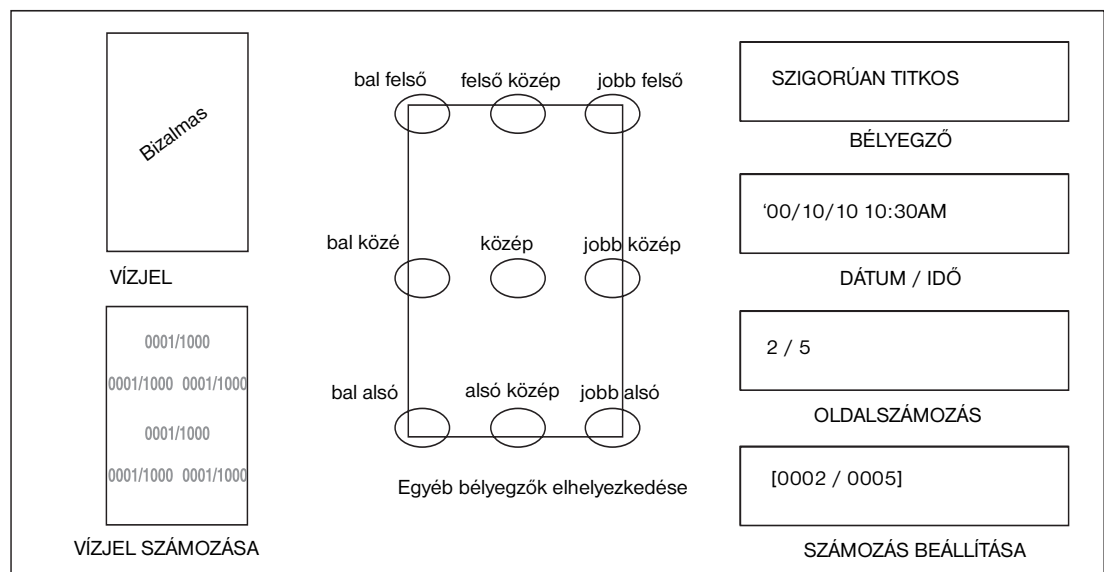 Bizalmas
VÍZJEL
0001/1000
0001/1000 0001/1000
0001/1000
0001/1000 0001/1000
VÍZJEL SZÁMOZÁSA
bal felső felső közép jobb felső
bal közé közép jobb közép
bal alsó alsó közép jobb alsó
Egyéb bélyegzők elhelyezkedése
SZIGORÚAN TITKOS
BÉLYEGZŐ
‘00/10/10 10:30AM
DÁTUM / IDŐ
2 / 5
OLDALSZÁMOZÁS
[0002 / 0005]
SZÁMOZÁS BEÁLLÍTÁSA